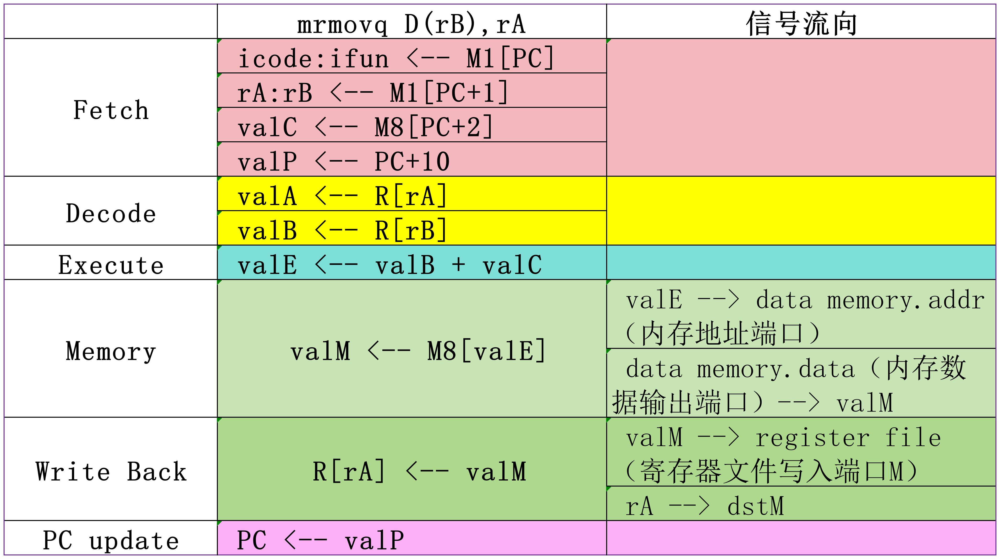 mrmovq D(rB),rA
信号流向
Fetch
icode:ifun <-- M1[PC]
rA:rB <-- M1[PC+1]
valC <-- M8[PC+2]
valP <-- PC+10
Decode
valA <-- R[rA]
valB <-- R[rB]
Execute
valE <-- valB + valC
Memory
valM <-- M8[valE]
valE --> data memory.addr
（内存地址端口）
data memory.data（内存数
据输出端口）--> valM
Write Back
R[rA] <-- valM
valM --> register file
（寄存器文件写入端口M）
rA --> dstM
PC update
PC <-- valP